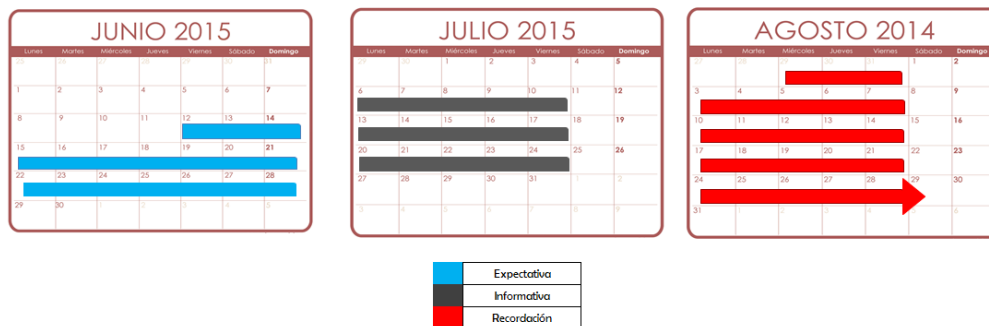 JUNIO 2015
Lunes Martes Miércoles Jueves Viernes Sábado Domingo
25 26 27 28 29 30 31
1 2 3 4 5 6 7
8 9 10 11 12 13 14
15 16 17 18 19 20 21
22 23 24 25 26 27 28
29 30 1 2 3 4 5
JULIO 2015
Lunes Martes Miércoles Jueves Viernes Sábado Domingo
29 30 1 2 3 4 5
6 7 8 9 10 11 12
13 14 15 16 17 18 19
20 21 22 23 24 25 26
27 28 29 30 31 1 2
3 4 5 6 7 8 9
AGOSTO 2014
Lunes Martes Miércoles Jueves Viernes Sábado Domingo
27 28 29 30 31 1 2
3 4 5 6 7 8 9
10 11 12 13 14 15 16
17 18 19 20 21 22 23
24 25 26 27 28 29 30
31 1 2 3 4 6
Expectativa
Informativa
Recordación